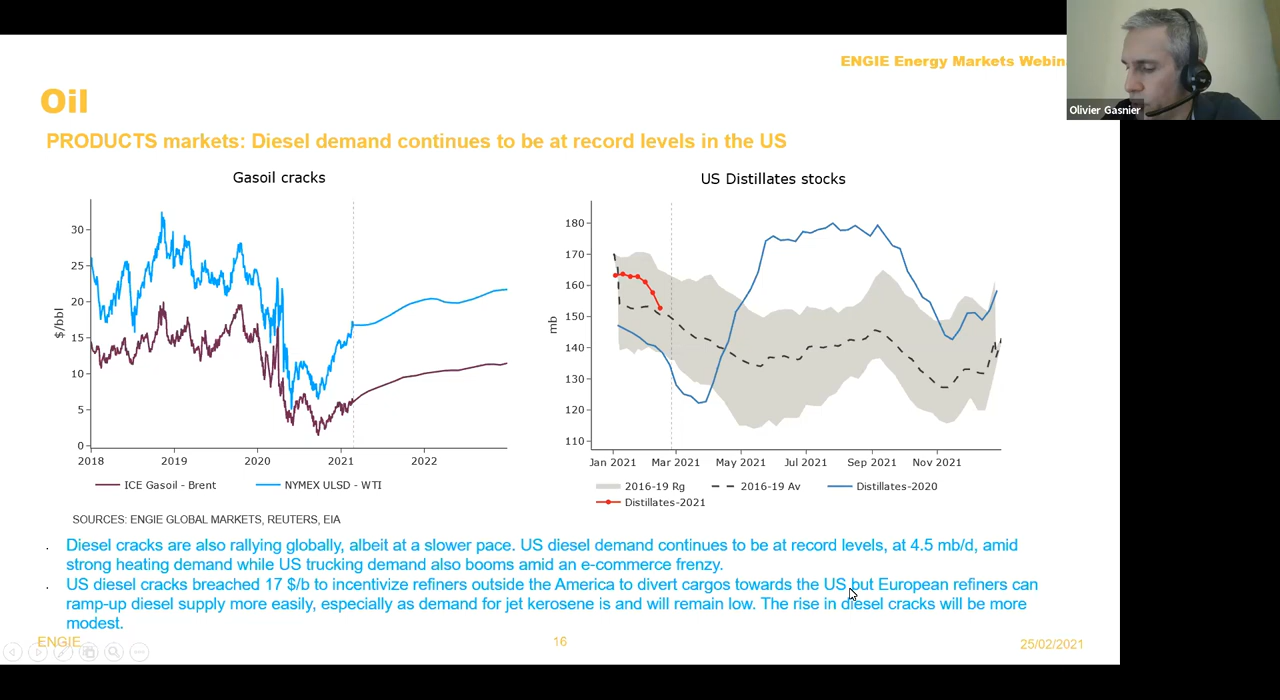 ENGIE Energy Markets Webin
Olivier Gasnier
Oil
PRODUCTS markets: Diesel demand continues to be at record levels in the US
Gasoil cracks
$/bbl
30
25
20
15
10
5
0
2018 2019 2020 2021 2022
ICE Gasoil - Brent NYMEX ULSD - WTI
US Distillates stocks
mb
180
170
160
150
140
130
120
110
Jan 2021 Mar 2021 May 2021 Jul 2021 Sep 2021 Nov 2021
2016-19 Rg 2016-19 Av Distillates-2020
Distillates-2021
SOURCES: ENGIE GLOBAL MARKETS, REUTERS, EIA
Diesel cracks are also rallying globally, albeit at a slower pace. US diesel demand continues to be at record levels, at 4.5 mb/d, amid
strong heating demand while US trucking demand also booms amid an e-commerce frenzy.
US diesel cracks breached 17 $/b to incentivize refiners outside the America to divert cargos towards the US but European refiners can
ramp-up diesel supply more easily, especially as demand for jet kerosene is and will remain low. The rise in diesel cracks will be more
modest.
ENGIE 16 25/02/2021